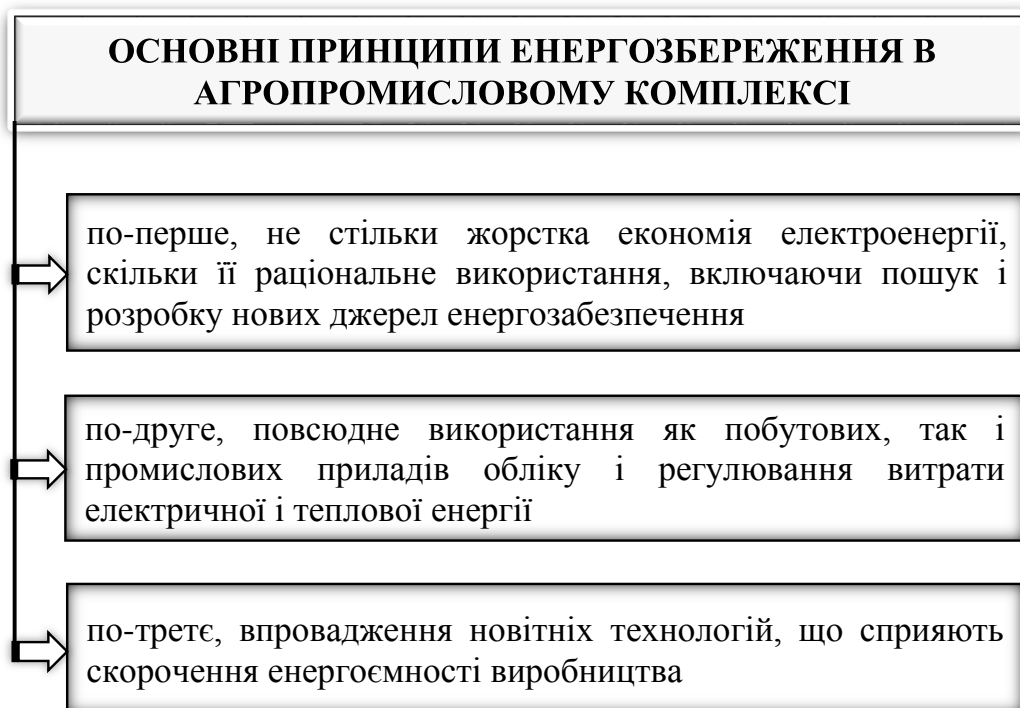 ОСНОВНІ ПРИНЦИПИ ЕНЕРГОЗБЕРЕЖЕННЯ В
АГРОПРОМИСЛОВОМУ КОМПЛЕКСІ
по-перше, не стільки жорстка економія електроенергії,
скільки її раціональне використання, включаючи пошук і
розробку нових джерел енергозабезпечення
по-друге, повсюдне використання як побутових, так і
промислових приладів обліку і регулювання витрати
електричної і теплової енергії
по-третє, впровадження новітніх технологій, що сприяють
скорочення енергоємності виробництва